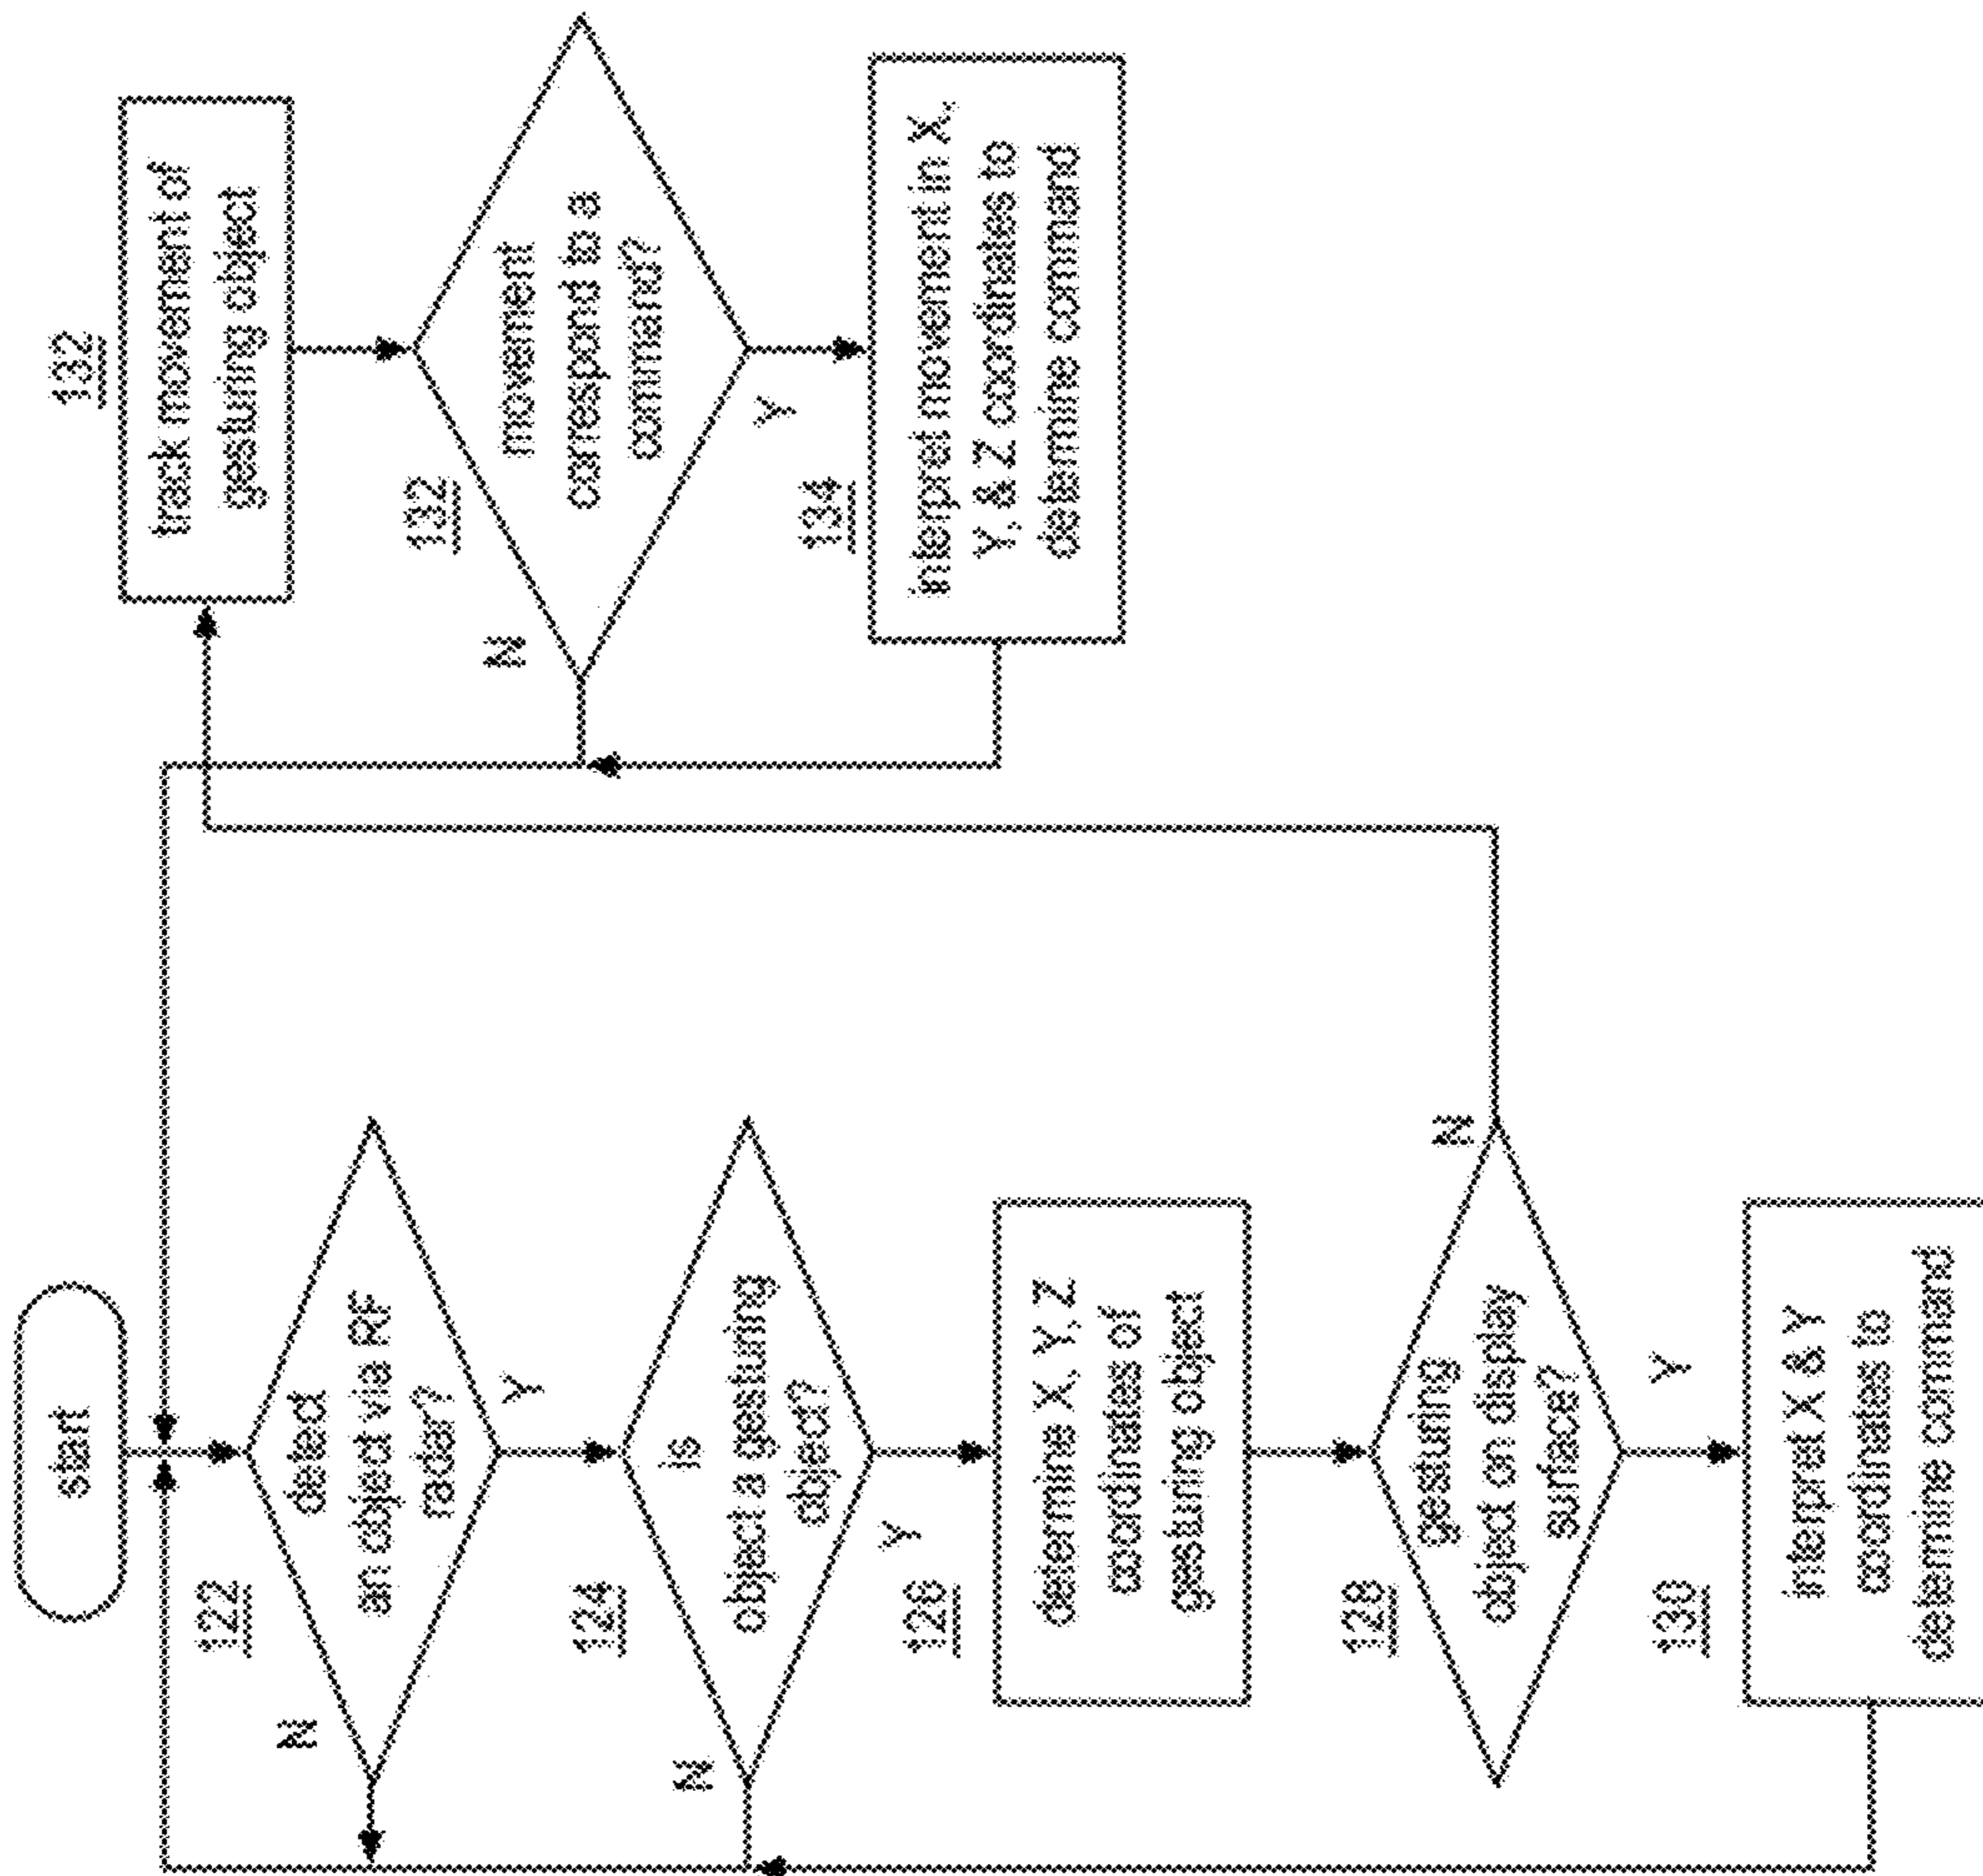 start
122
detect
an object via RF
radar?
N
Y
124
is
object a gesturing
object?
N
Y
126
determine X, Y, Z
coordinates of
gesturing object
128
gesturing
object on display
surface?
N
Y
130
interpret X & Y
coordinates to
determine command
132
track movement of
gesturing object
132
movement
correspond to a
command?
N
Y
134
interpret movement in X,
Y, & Z coordinates to
determine command